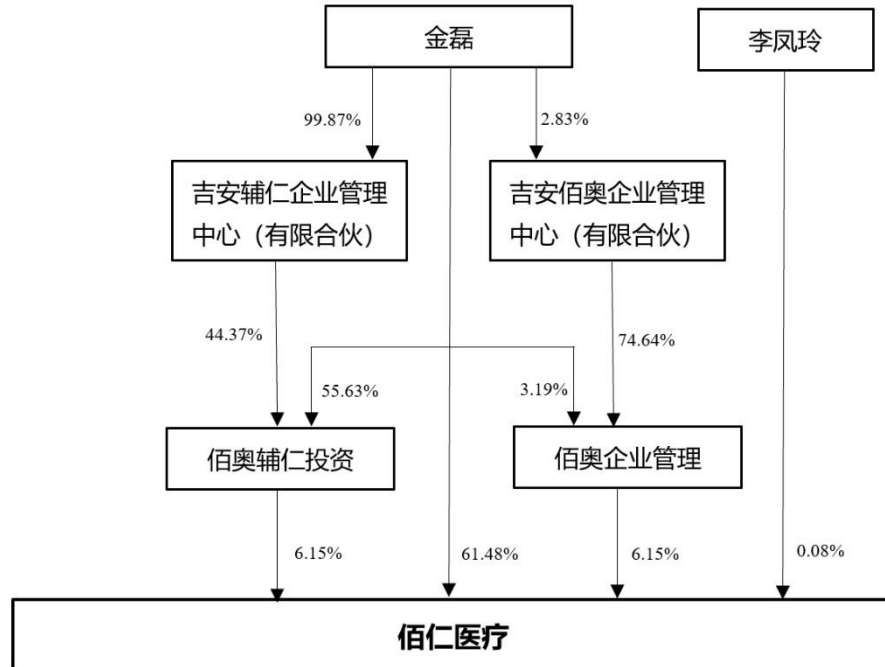 金磊
李凤玲
99.87%
2.83%
吉安辅仁企业管理
中心（有限合伙）
吉安佰奥企业管理
中心（有限合伙）
44.37%
74.64%
55.63%
3.19%
佰奥辅仁投资
佰奥企业管理
6.15%
61.48%
6.15%
0.08%
佰仁医疗